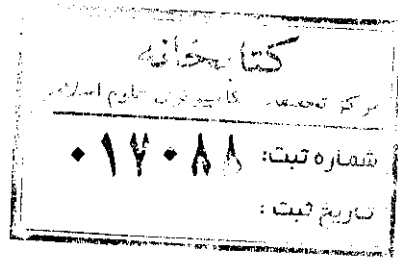 کتابخانه
مرکز تحقیقات کامپیوتری علوم اسلامی
شماره ثبت: ۰۱۷۰۸۸
تاریخ ثبت :